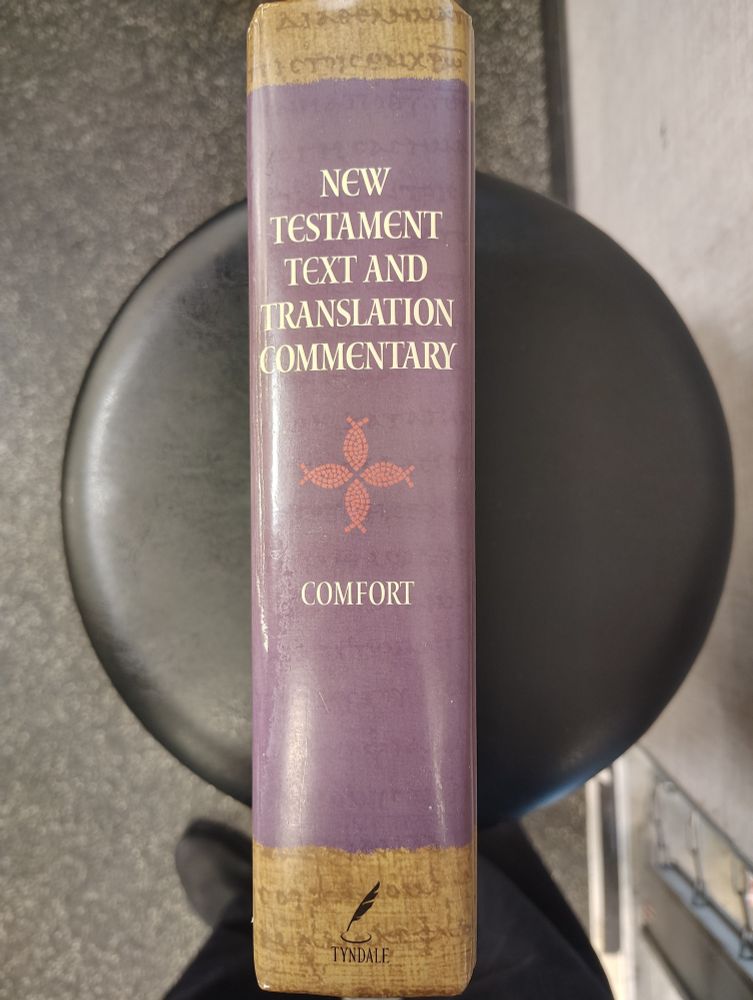 NEW
TESTAMENT
TEXT AND
TRANSLATION
COMMENTARY
COMFORT
TYNDALE